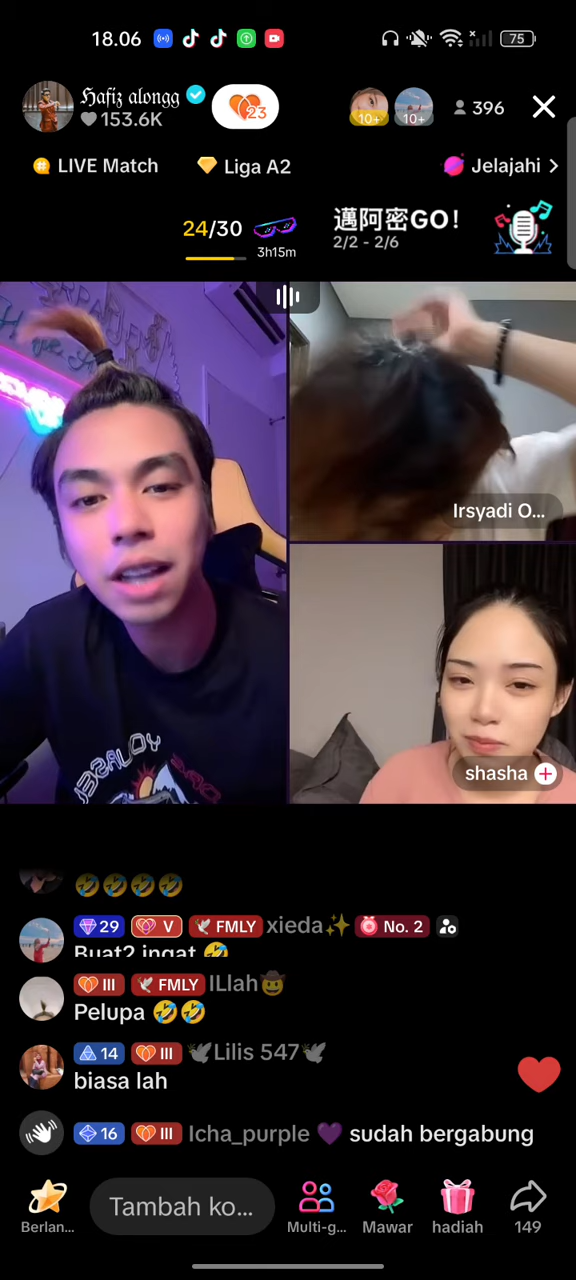 18.06
75
Hafiz alongg
153.6K
23
10+
10+
396
LIVE Match
Liga A2
Jelajahi
24/30
3h15m
邁阿密GO!
2/2 - 2/6
Irsyadi O...
shasha
🤣🤣🤣🤣
29 V FMLY xieda✨ No. 2
Buat2 ingat 🤣
III FMLY ILlah🤠
Pelupa 🤣🤣
14 III 🕊Lilis 547🕊
biasa lah
16 III Icha_purple 💜 sudah bergabung
Berlan...
Tambah ko...
Multi-g...
Mawar
hadiah
149